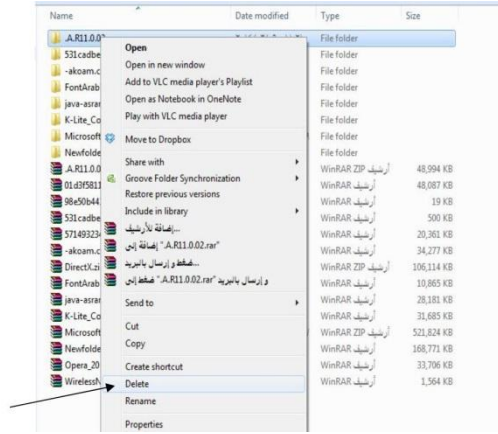 Name Date modified Type Size
.A.R11.0.02 File folder
Open
531cadbe File folder
Open in new window
-akoam.c File folder
Add to VLC media player's Playlist
FontArab File folder
Open as Notebook in OneNote
java-asrar File folder
Play with VLC media player
K-Lite_Co File folder
Microsoft File folder
Move to Dropbox
Newfolde File folder
Share with
.A.R11.0.0 أرشيف WinRAR ZIP 48,994 KB
Groove Folder Synchronization
01d3f5811 أرشيف WinRAR 48,087 KB
Restore previous versions
98e50b44 أرشيف WinRAR 19 KB
Include in library
531cadbe أرشيف WinRAR 500 KB
إضافة للأرشيف...
57149323 أرشيف WinRAR 20,361 KB
إضافة إلى "A.R11.0.02.rar."
-akoam.c أرشيف WinRAR 34,277 KB
ضغط و إرسال بالبريد...
DirectX.zi أرشيف WinRAR ZIP 106,114 KB
ضغط إلى "A.R11.0.02.rar." و إرسال بالبريد
FontArab أرشيف WinRAR 10,865 KB
java-asrar أرشيف WinRAR 28,181 KB
Send to
K-Lite_Co أرشيف WinRAR 31,685 KB
Cut
Microsoft أرشيف WinRAR ZIP 521,824 KB
Copy
Newfolde أرشيف WinRAR 168,771 KB
Create shortcut
Opera_20 أرشيف WinRAR 33,706 KB
Delete
WirelessN أرشيف WinRAR 1,564 KB
Rename
Properties